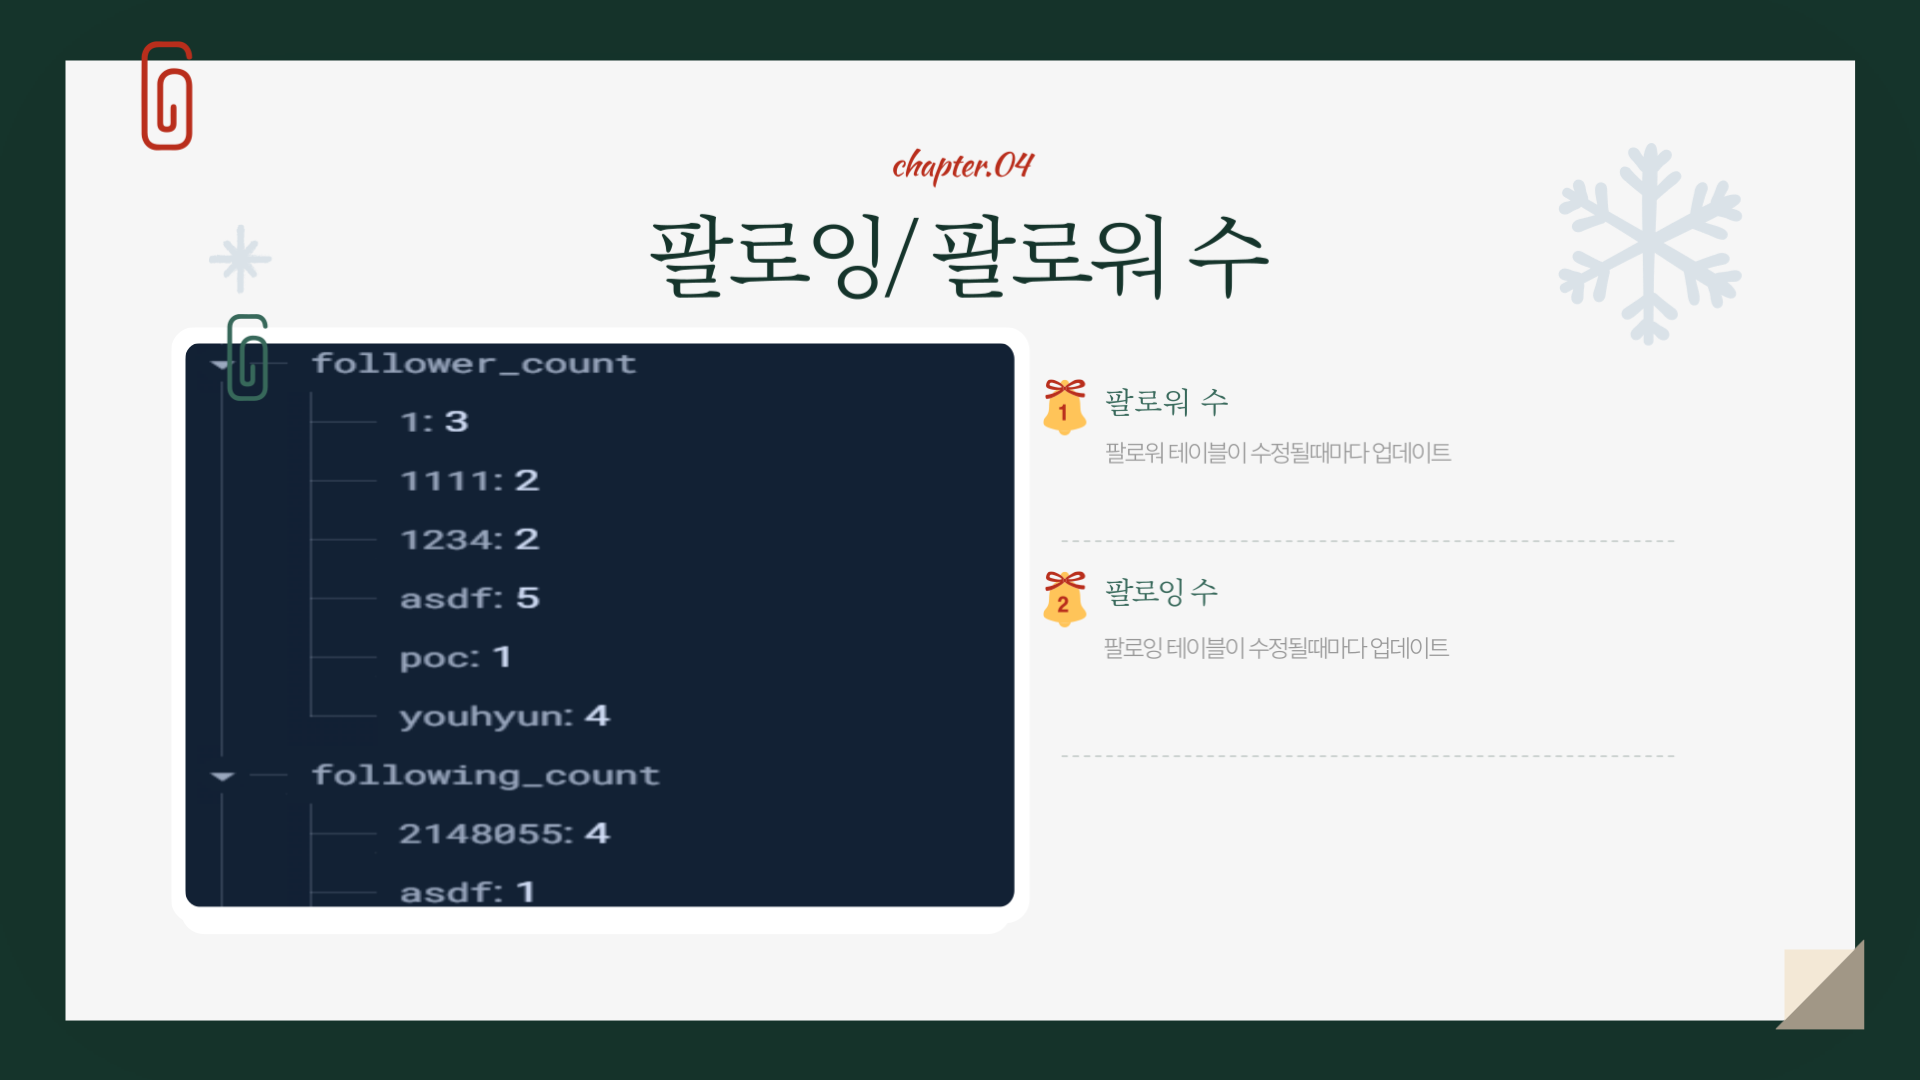 chapter.04
팔로잉/ 팔로워 수
follower_count
1: 3
1111: 2
1234: 2
asdf: 5
poc: 1
youhyun: 4
following_count
2148055: 4
asdf: 1
1
팔로워 수
팔로워 테이블이 수정될때마다 업데이트
2
팔로잉 수
팔로잉 테이블이 수정될때마다 업데이트